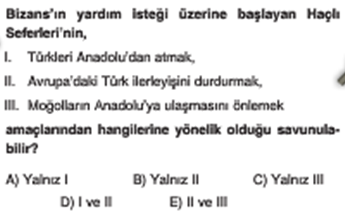 Bizans'ın yardım isteği üzerine başlayan Haçlı
Seferleri'nin,
I. Türkleri Anadolu'dan atmak,
II. Avrupa'daki Türk ilerleyişini durdurmak,
III. Moğolların Anadolu'ya ulaşmasını önlemek
amaçlarından hangilerine yönelik olduğu savunula-
bilir?
A) Yalnız I B) Yalnız II C) Yalnız III
D) I ve II E) II ve III